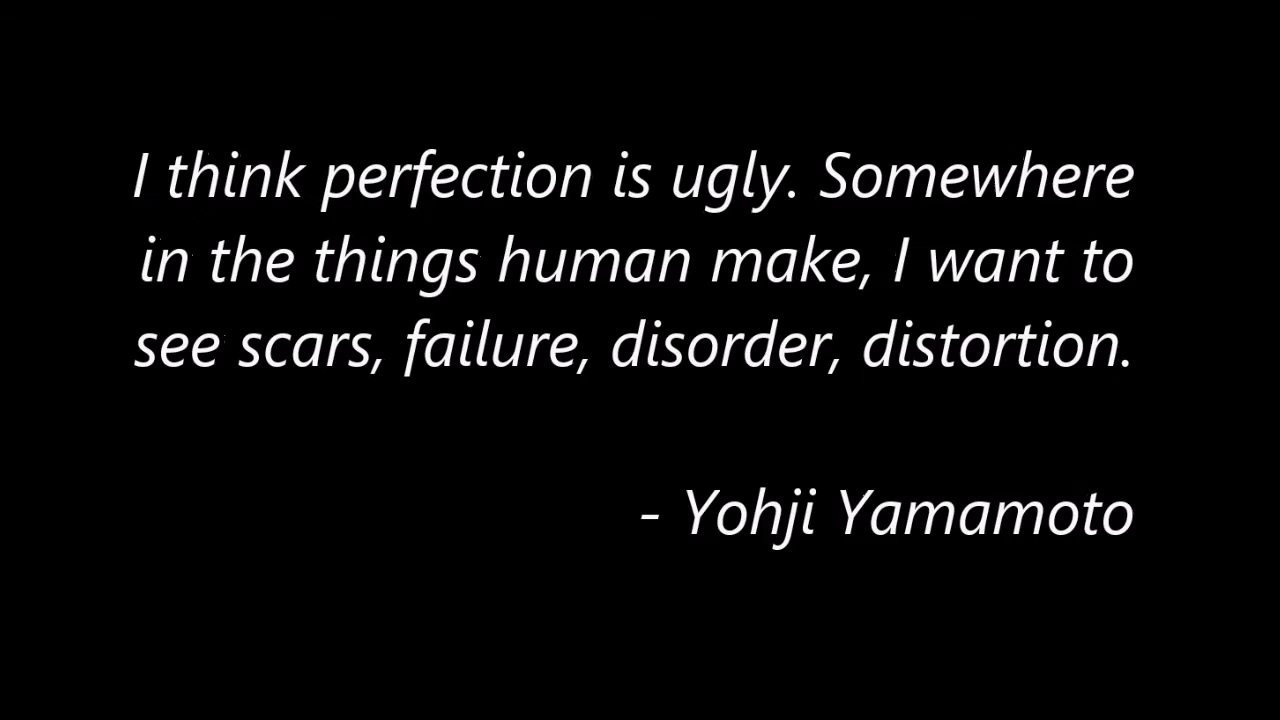 I think perfection is ugly. Somewhere
in the things human make, I want to
see scars, failure, disorder, distortion.
- Yohji Yamamoto